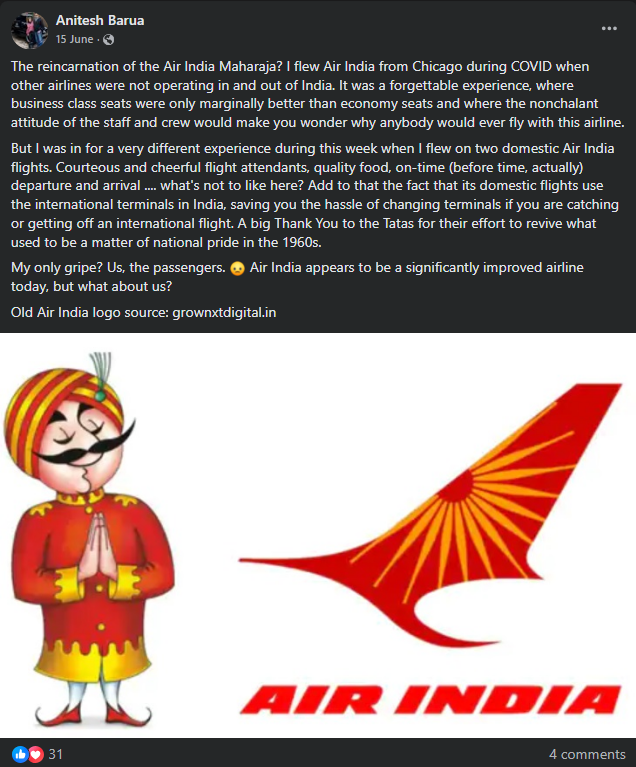 Anitesh Barua
15 June ·
The reincarnation of the Air India Maharaja? I flew Air India from Chicago during COVID when
other airlines were not operating in and out of India. It was a forgettable experience, where
business class seats were only marginally better than economy seats and where the nonchalant
attitude of the staff and crew would make you wonder why anybody would ever fly with this airline.
But I was in for a very different experience during this week when I flew on two domestic Air India
flights. Courteous and cheerful flight attendants, quality food, on-time (before time, actually)
departure and arrival .... what's not to like here? Add to that the fact that its domestic flights use
the international terminals in India, saving you the hassle of changing terminals if you are catching
or getting off an international flight. A big Thank You to the Tatas for their effort to revive what
used to be a matter of national pride in the 1960s.
My only gripe? Us, the passengers. 😟 Air India appears to be a significantly improved airline
today, but what about us?
Old Air India logo source: grownxtdigital.in
AIR INDIA
31
4 comments